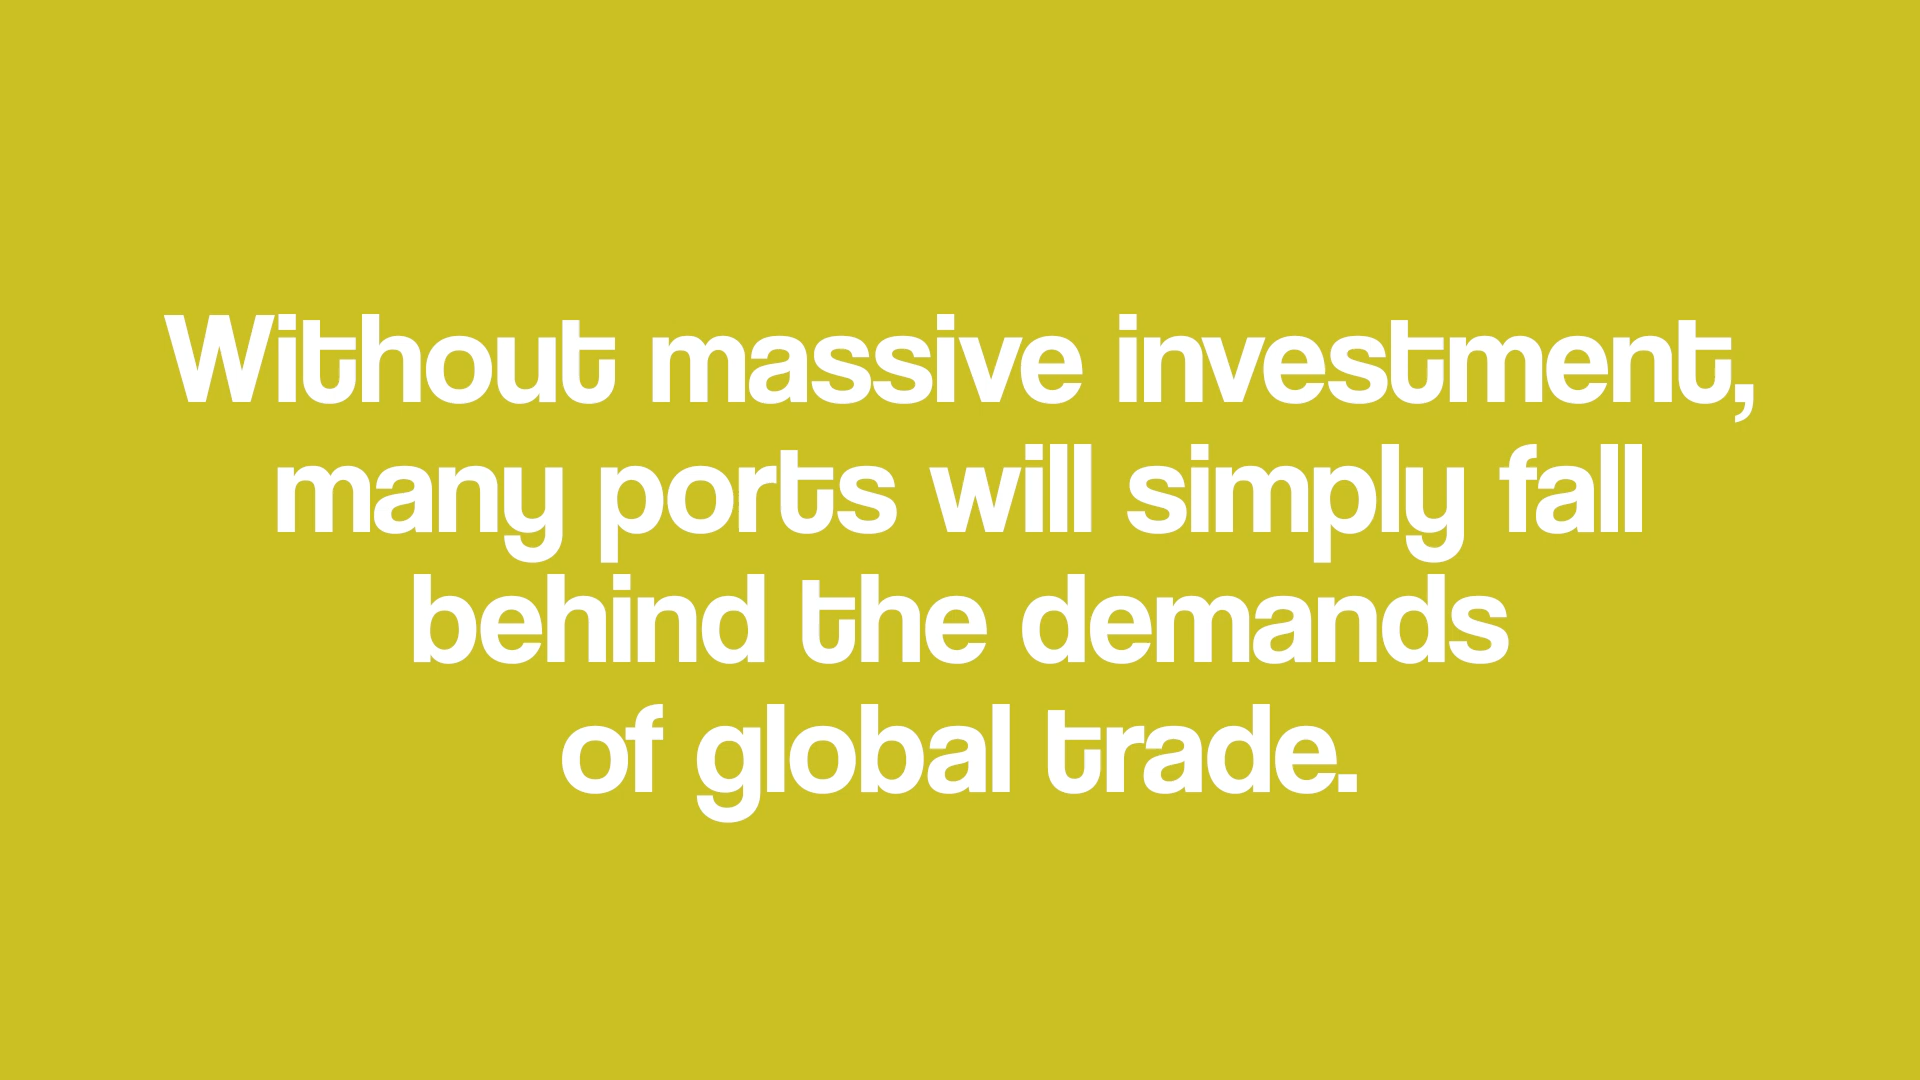 Without massive investment,
many ports will simply fall
behind the demands
of global trade.